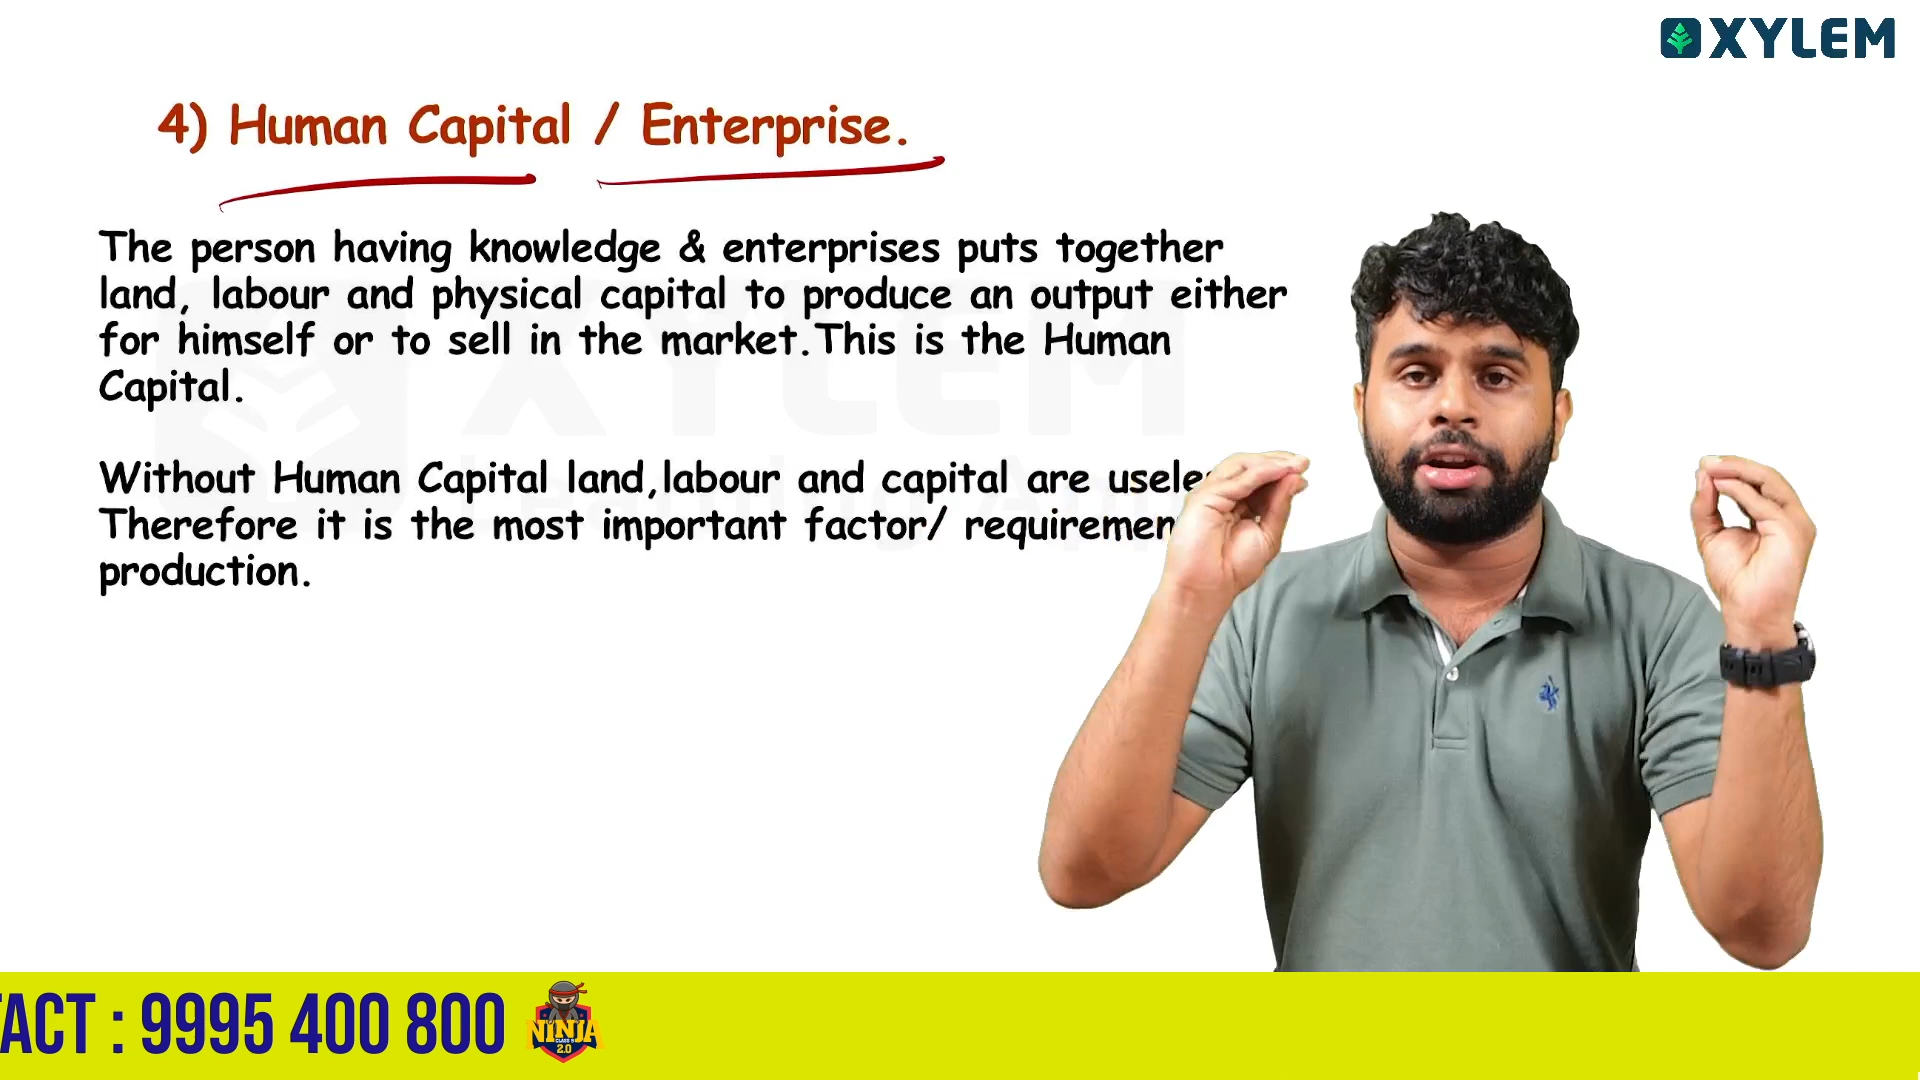 XYLEM
4) Human Capital / Enterprise.
The person having knowledge & enterprises puts together
land, labour and physical capital to produce an output either
for himself or to sell in the market.This is the Human
Capital.
Without Human Capital land,labour and capital are
Therefore it is the most important factor/
production.
: 9995 400 800
NINJA
2.0